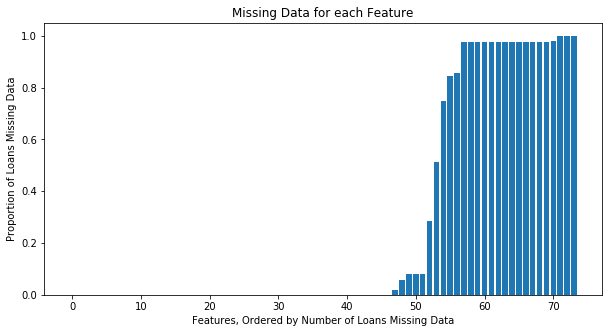 Missing Data for each Feature
1.0
0.8
0.6
0.4
0.2
0.0
Proportion of Loans Missing Data
0 10 20 30 40 50 60 70
Features, Ordered by Number of Loans Missing Data